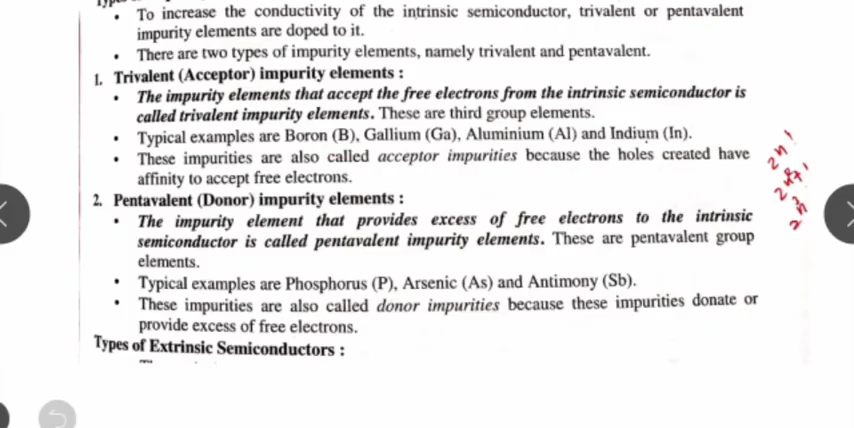 • To increase the conductivity of the intrinsic semiconductor, trivalent or pentavalent
impurity elements are doped to it.
• There are two types of impurity elements, namely trivalent and pentavalent.
1. Trivalent (Acceptor) impurity elements :
• The impurity elements that accept the free electrons from the intrinsic semiconductor is
called trivalent impurity elements. These are third group elements.
• Typical examples are Boron (B), Gallium (Ga), Aluminium (Al) and Indium (In).
• These impurities are also called acceptor impurities because the holes created have
affinity to accept free electrons.
2. Pentavalent (Donor) impurity elements :
• The impurity element that provides excess of free electrons to the intrinsic
semiconductor is called pentavalent impurity elements. These are pentavalent group
elements.
• Typical examples are Phosphorus (P), Arsenic (As) and Antimony (Sb).
• These impurities are also called donor impurities because these impurities donate or
provide excess of free electrons.
Types of Extrinsic Semiconductors :